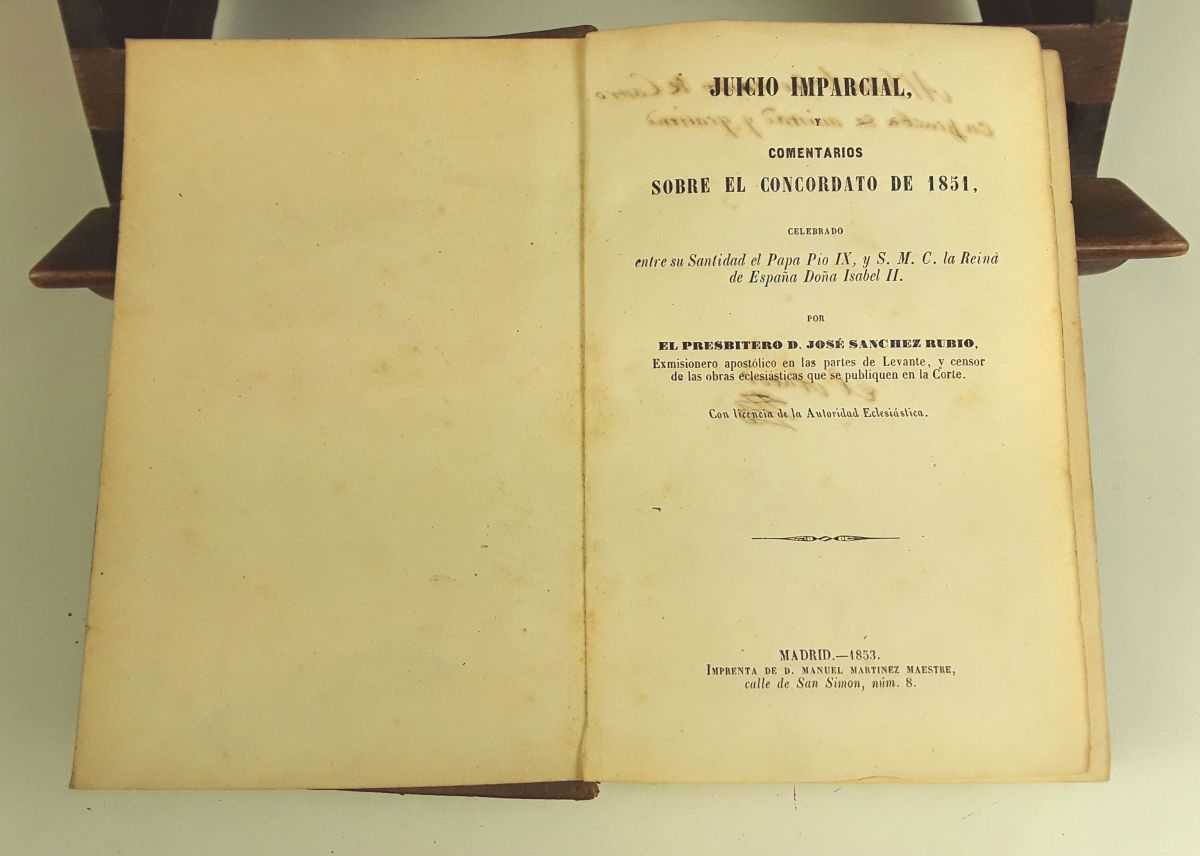 JUICIO IMPARCIAL,
Y
COMENTARIOS
SOBRE EL CONCORDATO DE 1851,
CELEBRADO
entre su Santidad el Papa Pio IX, y S. M. C. la Reina
de España Doña Isabel II.
POR
EL PRESBITERO D. JOSÉ SANCHEZ RUBIO,
Exmisionero apostólico en las partes de Levante, y censor
de las obras eclesiásticas que se publiquen en la Corte.
Con licencia de la Autoridad Eclesiástica.
MADRID.—1853.
IMPRENTA DE D. MANUEL MARTINEZ MAESTRE,
calle de San Simon, núm. 8.